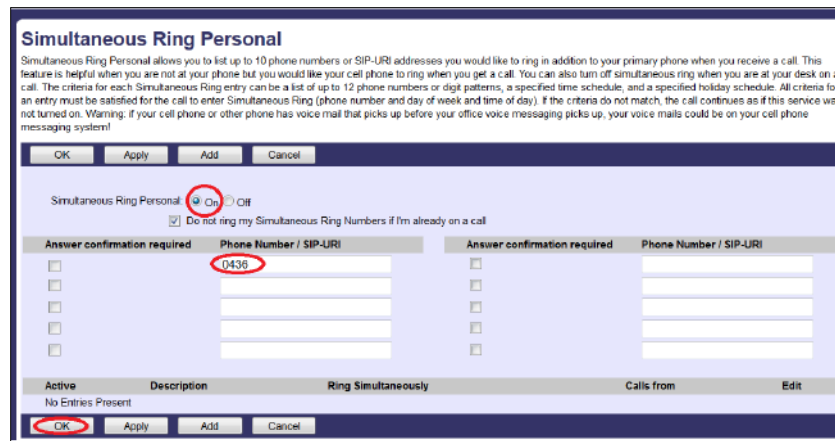 Simultaneous Ring Personal
Simultaneous Ring Personal allows you to list up to 10 phone numbers or SIP-URI addresses you would like to ring in addition to your primary phone when you receive a call. This
feature is helpful when you are not at your phone but you would like your cell phone to ring when you get a call. You can also turn off simultaneous ring when you are at your desk on a
call. The criteria for each Simultaneous Ring entry can be a list of up to 12 phone numbers or digit patterns, a specified time schedule, and a specified holiday schedule. All criteria fo
an entry must be satisfied for the call to enter Simultaneous Ring (phone number and day of week and time of day). If the criteria do not match, the call continues as if this service wa
not turned on. Warning: if your cell phone or other phone has voice mail that picks up before your office voice messaging picks up, your voice mails could be on your cell phone
messaging system!
OK Apply Add Cancel
Simultaneous Ring Personal: On Off
Do not ring my Simultaneous Ring Numbers if I'm already on a call
Answer confirmation required Phone Number / SIP-URI Answer confirmation required Phone Number / SIP-URI
0436
Active Description Ring Simultaneously Calls from Edit
No Entries Present
OK Apply Add Cancel